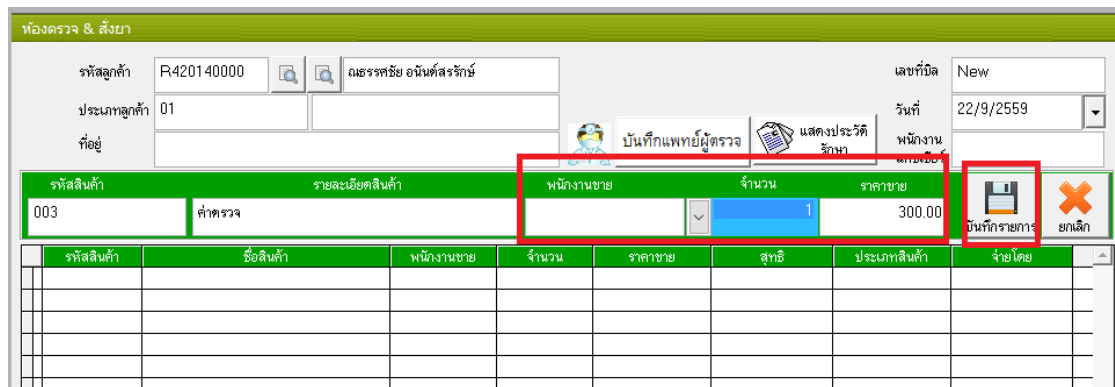 ห้องตรวจ & สั่งยา
รหัสลูกค้า R420140000 ณธรรศชัย อนันต์สรรักษ์ เลขที่บิล New
ประเภทลูกค้า 01 วันที่ 22/9/2559
ที่อยู่ บันทึกแพทย์ผู้ตรวจ แสดงประวัติ
รักษา พนักงาน
รหัสสินค้า รายละเอียดสินค้า พนักงานขาย จำนวน ราคาขาย
003 ค่าตรวจ 1 300.00 บันทึกรายการ ยกเลิก
รหัสสินค้า ชื่อสินค้า พนักงานขาย จำนวน ราคาขาย สุทธิ ประเภทสินค้า จ่ายโดย